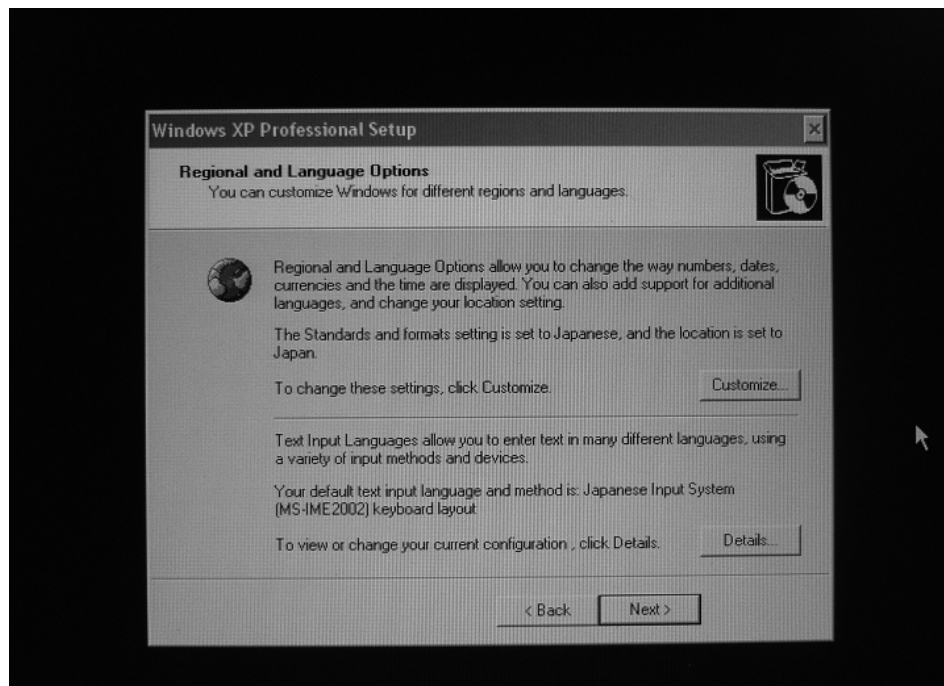 Windows XP Professional Setup
Regional and Language Options
You can customize Windows for different regions and languages.
Regional and Language Options allow you to change the way numbers, dates,
currencies and the time are displayed. You can also add support for additional
languages, and change your location setting.
The Standards and formats setting is set to Japanese, and the location is set to
Japan.
To change these settings, click Customize.
Customize...
Text Input Languages allow you to enter text in many different languages, using
a variety of input methods and devices.
Your default text input language and method is: Japanese Input System
(MS-IME2002) keyboard layout
To view or change your current configuration , click Details.
Details...
< Back
Next >